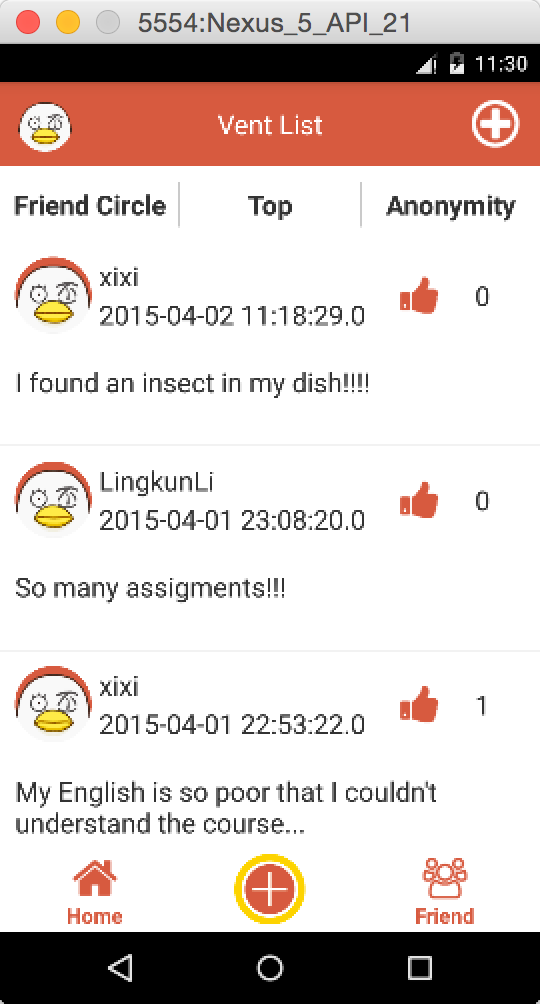 5554:Nexus_5_API_21
11:30
Vent List
Friend Circle Top Anonymity
xixi
2015-04-02 11:18:29.0 0
I found an insect in my dish!!!!
LingkunLi
2015-04-01 23:08:20.0 0
So many assigments!!!
xixi
2015-04-01 22:53:22.0 1
My English is so poor that I couldn't
understand the course...
Home Friend